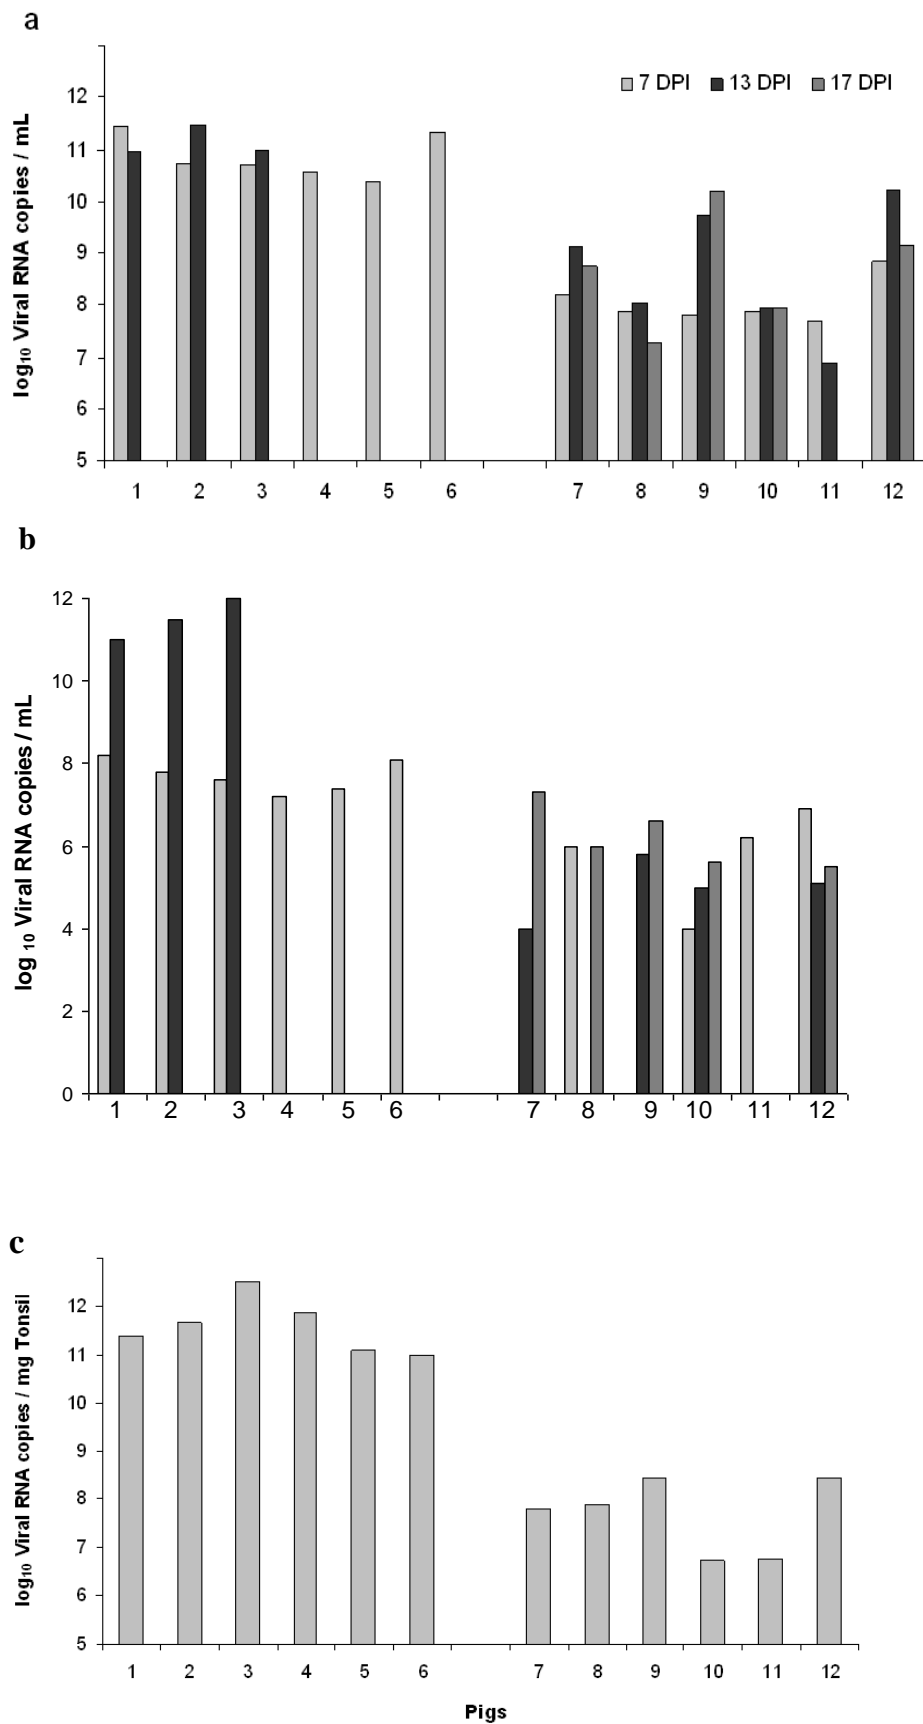 a
log₁₀ Viral RNA copies / mL
7 DPI 13 DPI 17 DPI
12
11
10
9
8
7
6
5
1 2 3 4 5 6 7 8 9 10 11 12
b
log ₁₀ Viral RNA copies / mL
12
10
8
6
4
2
0
1 2 3 4 5 6 7 8 9 10 11 12
c
log₁₀ Viral RNA copies / mg Tonsil
12
11
10
9
8
7
6
5
1 2 3 4 5 6 7 8 9 10 11 12
Pigs